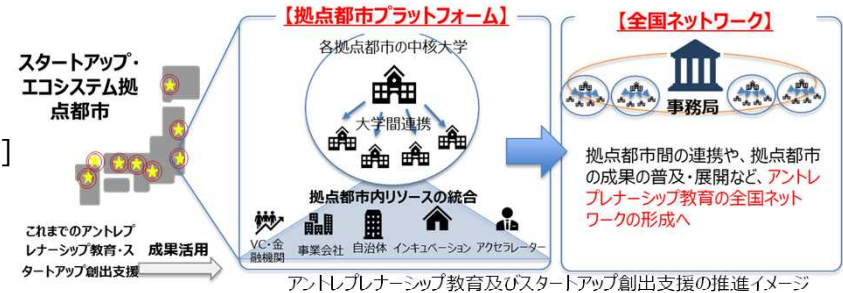 【拠点都市プラットフォーム】
【全国ネットワーク】
スタートアップ・
エコシステム拠
点都市
各拠点都市の中核大学
大学間連携
拠点都市内リソースの統合
VC・金
融機関
事業会社
自治体
インキュベーション
アクセラレーター
事務局
拠点都市間の連携や、拠点都市
の成果の普及・展開など、アントレ
プレナーシップ教育の全国ネット
ワークの形成へ
]
これまでのアントレプ
レナーシップ教育・ス
タートアップ創出支援
成果活用
アントレプレナーシップ教育及びスタートアップ創出支援の推進イメージ